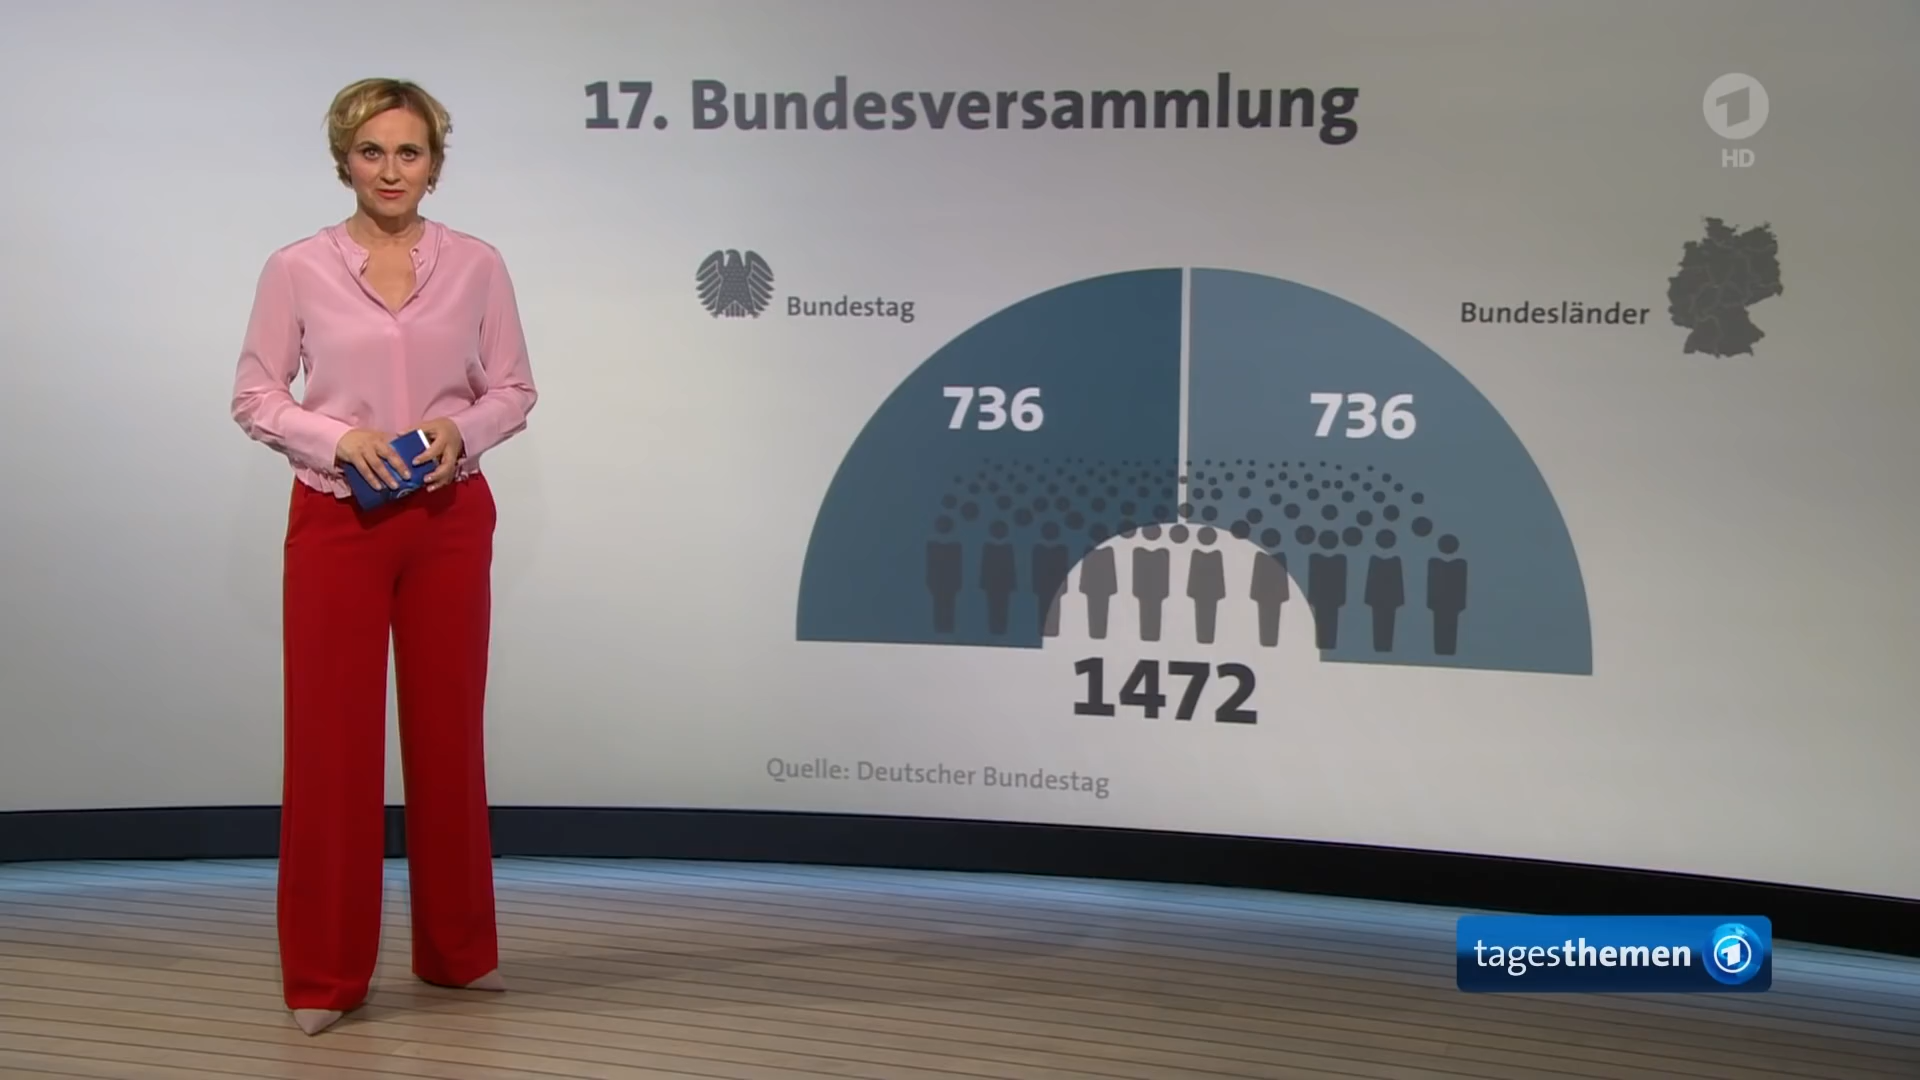 17. Bundesversammlung
1
HD
Bundestag
Bundesländer
736
736
1472
Quelle: Deutscher Bundestag
tagesthemen 1